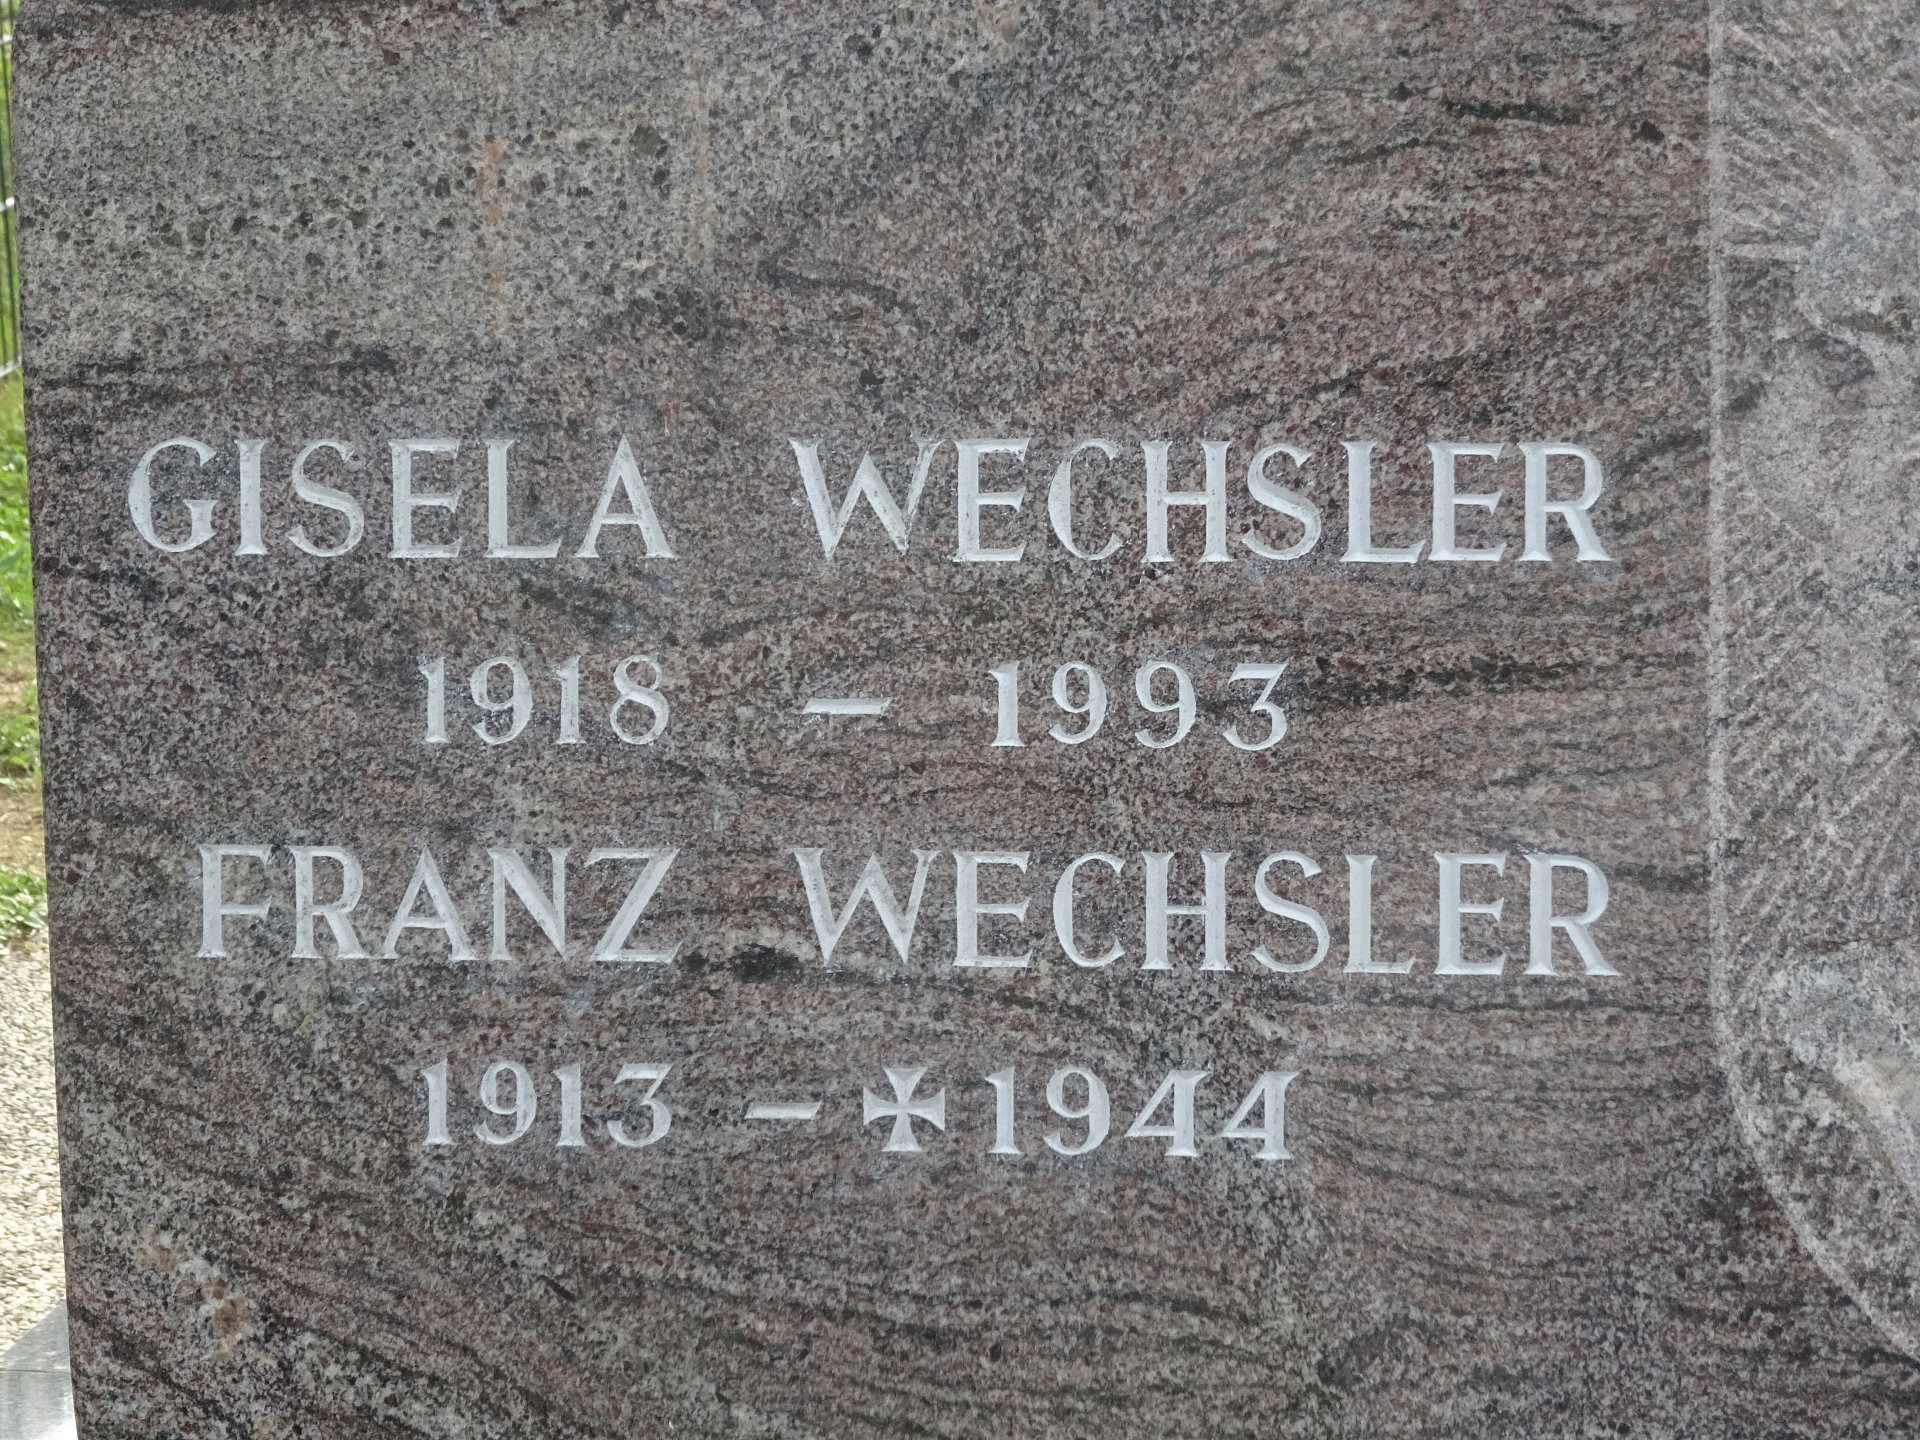 GISELA WECHSLER
1918 – 1993
FRANZ WECHSLER
1913 – ✠ 1944